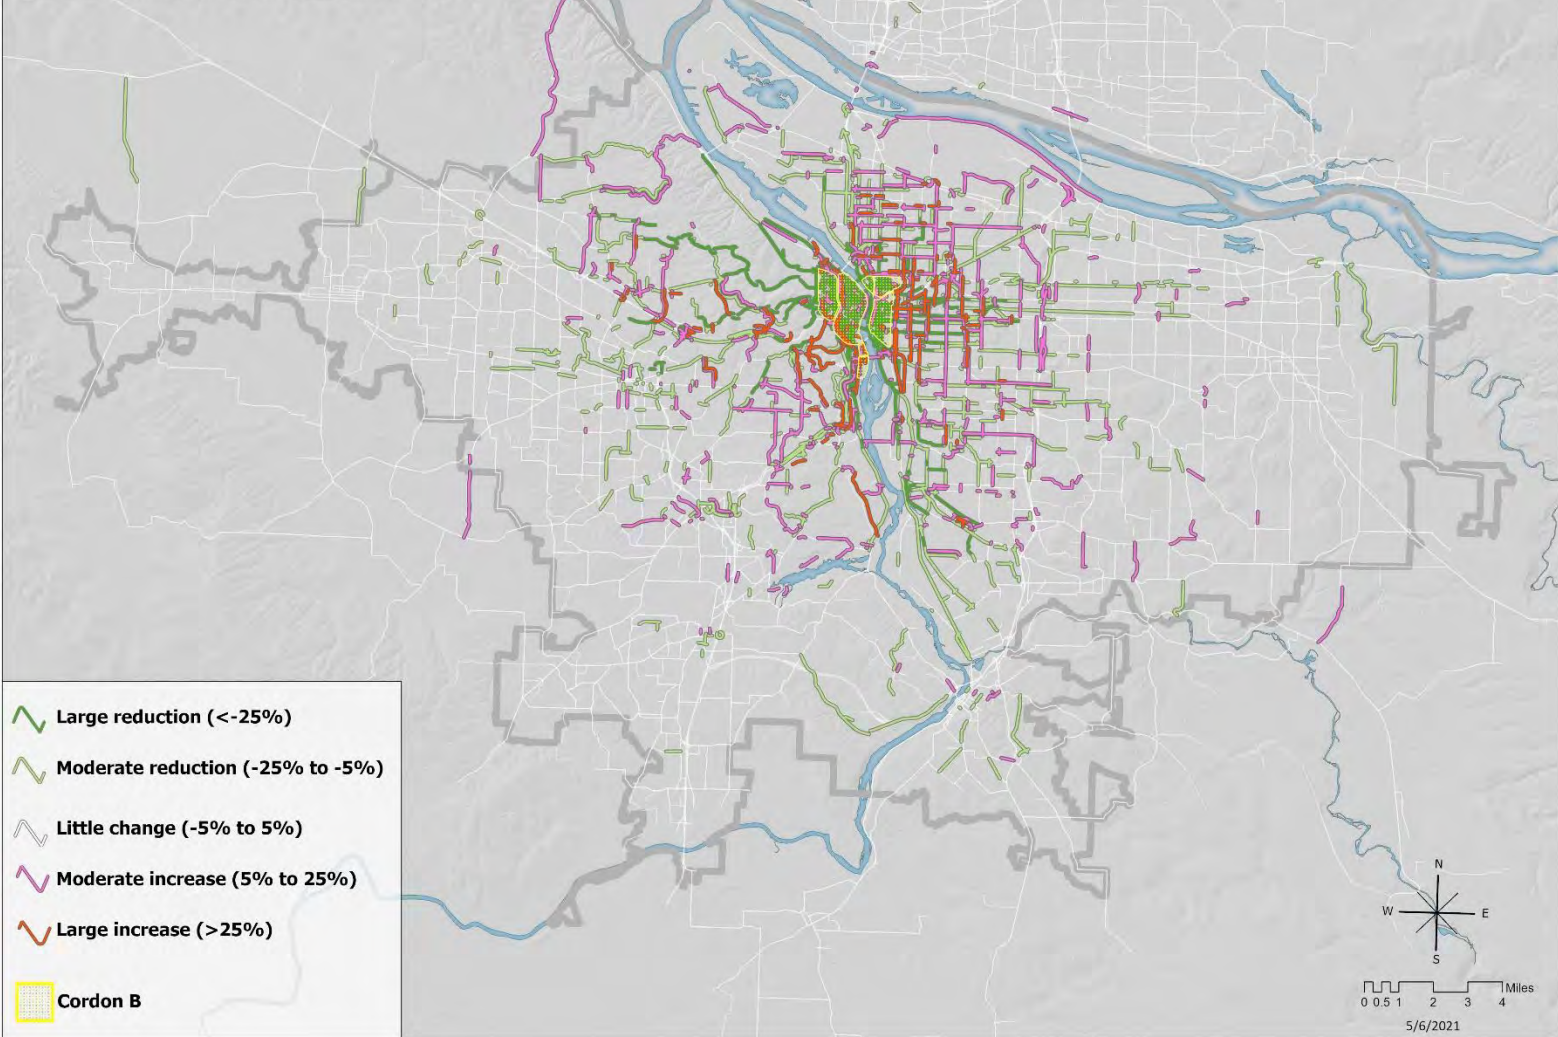 Large reduction (<-25%)
Moderate reduction (-25% to -5%)
Little change (-5% to 5%)
Moderate increase (5% to 25%)
Large increase (>25%)
Cordon B
N
W E
S
Miles
0 0.5 1 2 3 4
5/6/2021